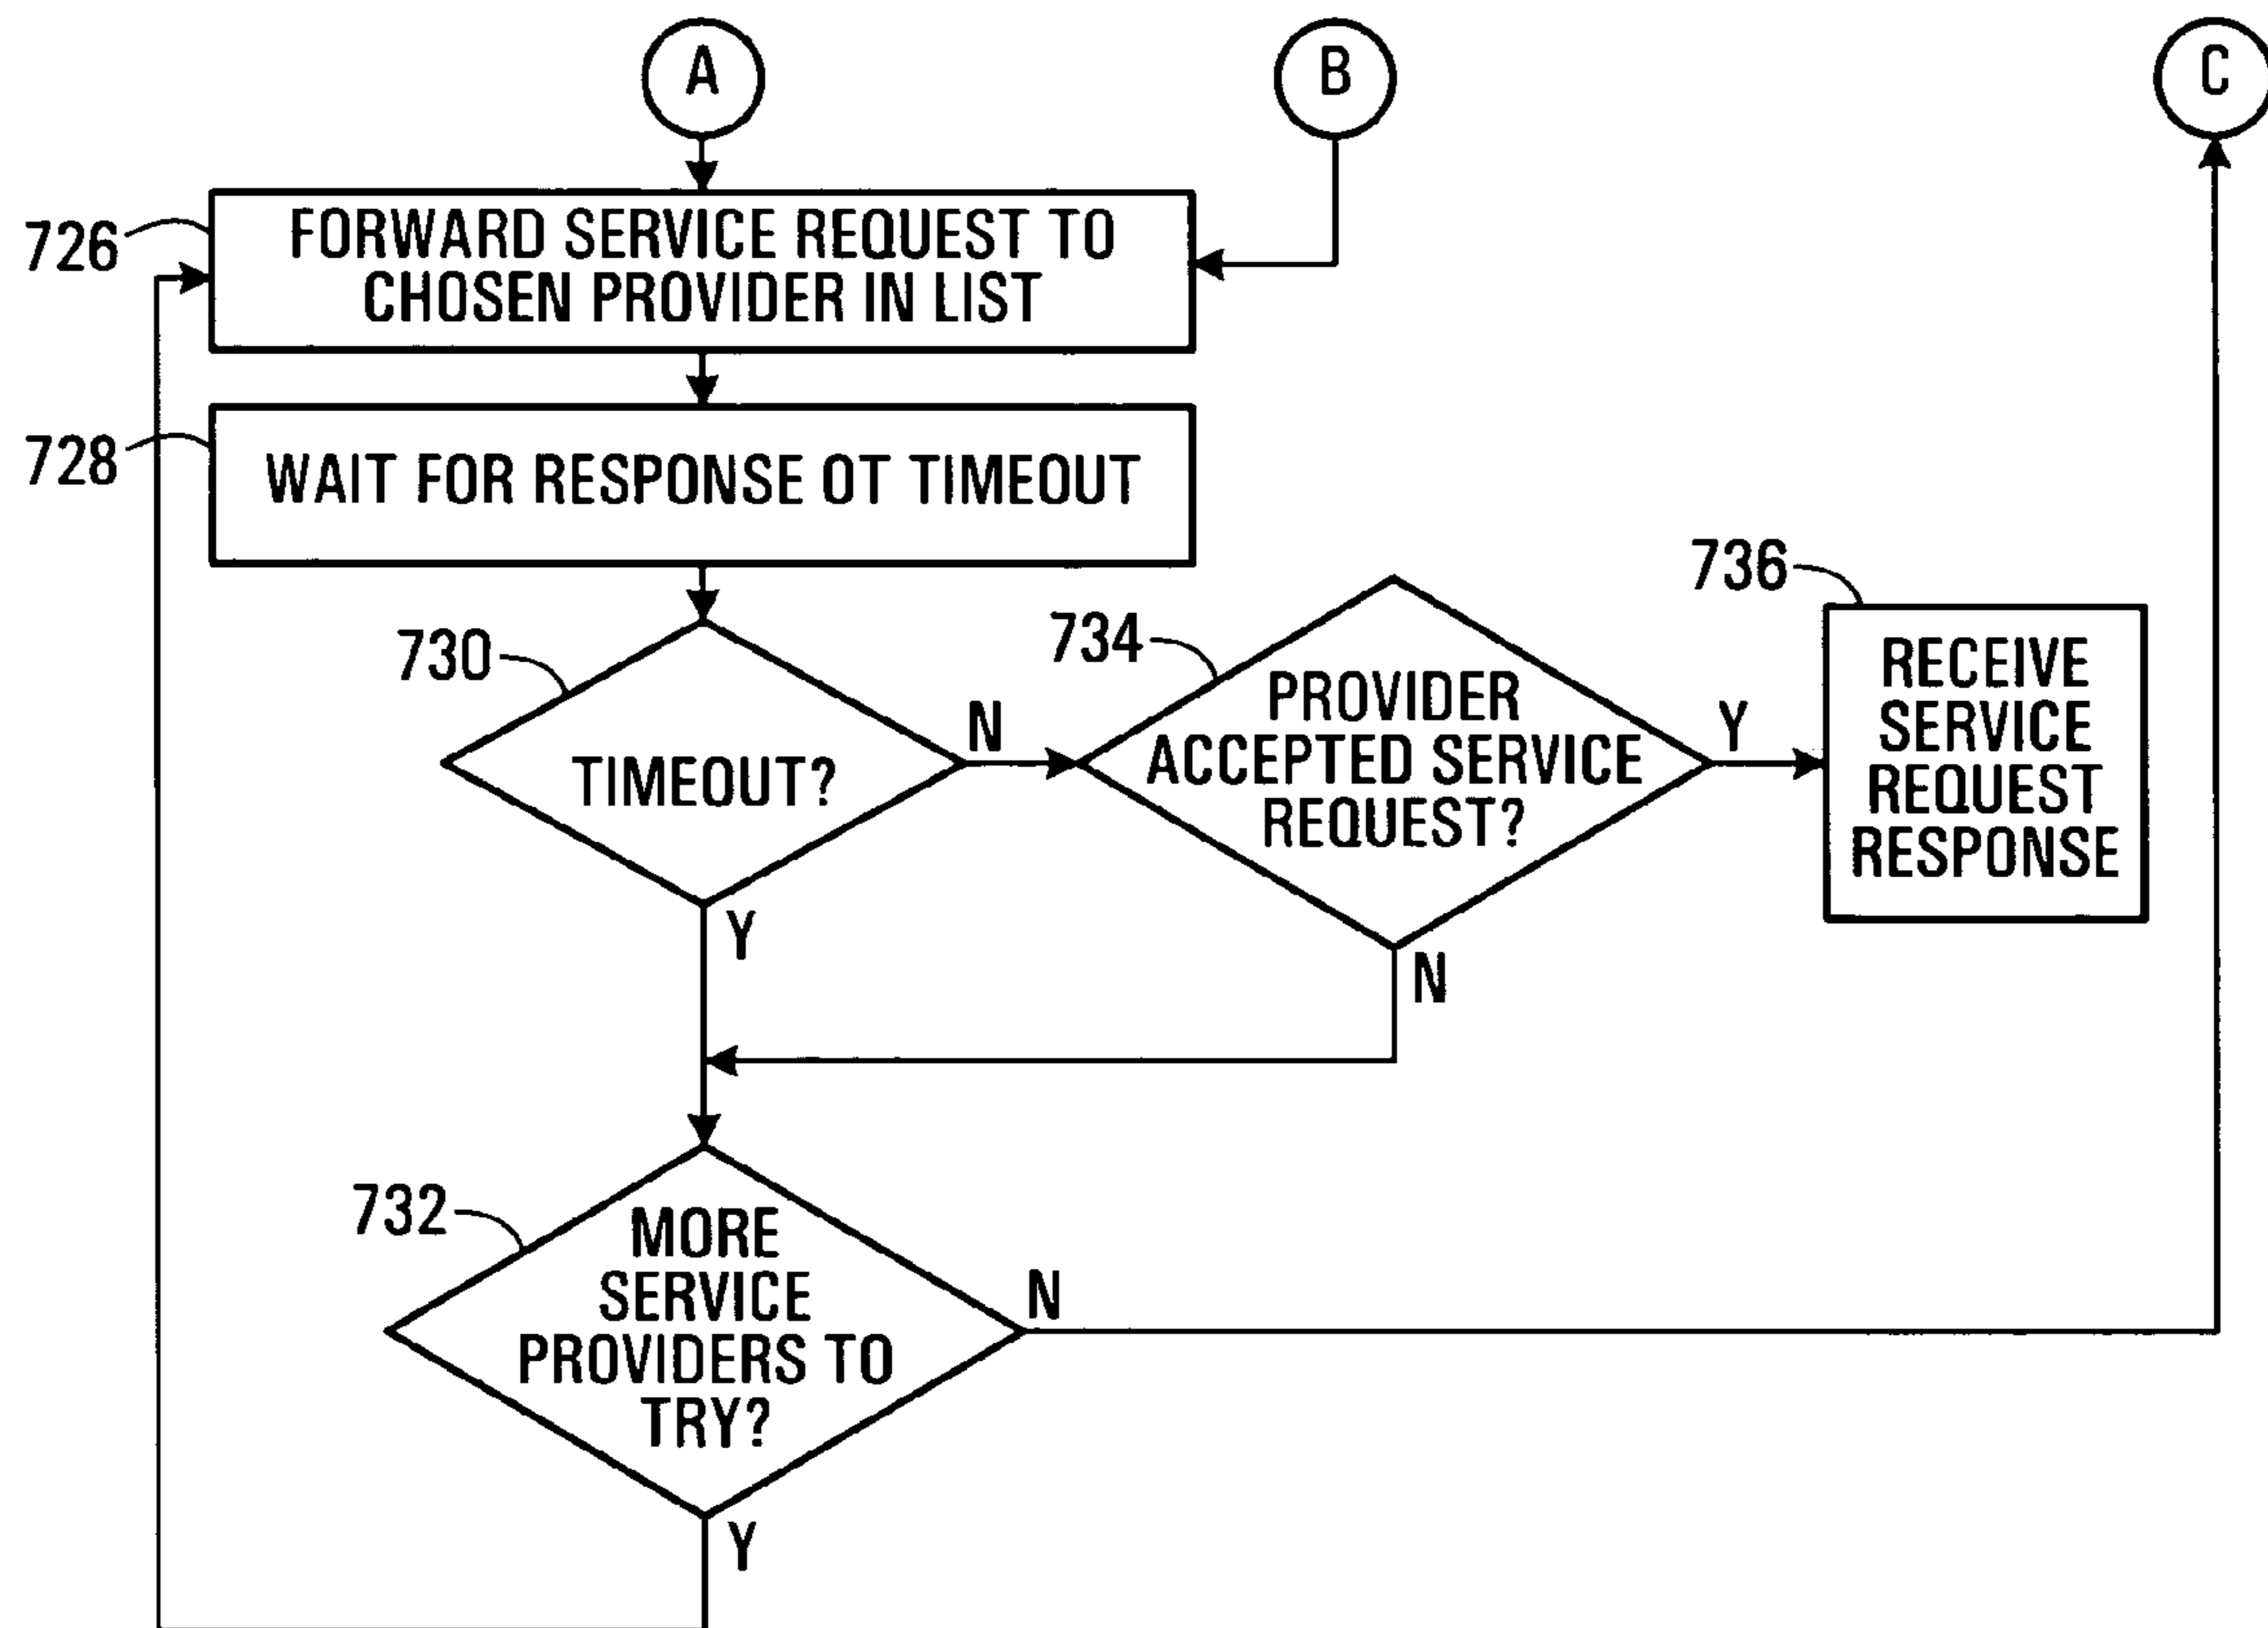 A
B
C
726
FORWARD SERVICE REQUEST TO
CHOSEN PROVIDER IN LIST
728
WAIT FOR RESPONSE OT TIMEOUT
730
TIMEOUT?
N
Y
734
PROVIDER
ACCEPTED SERVICE
REQUEST?
Y
N
736
RECEIVE
SERVICE
REQUEST
RESPONSE
732
MORE
SERVICE
PROVIDERS TO
TRY?
N
Y